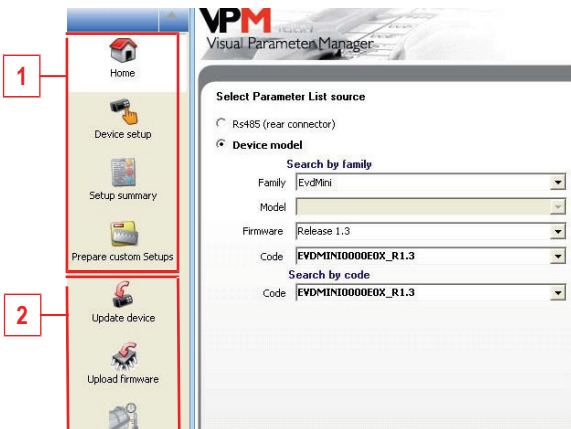 1
Home
Device setup
Setup summary
Prepare custom Setups
2
Update device
Upload firmware
VPM
Visual Parameter Manager
Select Parameter List source
Rs485 (rear connector)
Device model
Search by family
Family EvdMini
Model
Firmware Release 1.3
Code EVDMINI0000E0X_R1.3
Search by code
Code EVDMINI0000E0X_R1.3